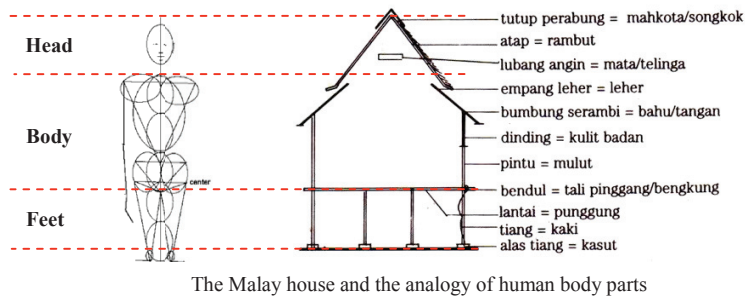 Head
Body
Feet
center
tutup perabung = mahkota/songkok
atap = rambut
lubang angin = mata/telinga
empang leher = leher
bumbung serambi = bahu/tangan
dinding = kulit badan
pintu = mulut
bendul = tali pinggang/bengkung
lantai = punggung
tiang = kaki
alas tiang = kasut
The Malay house and the analogy of human body parts